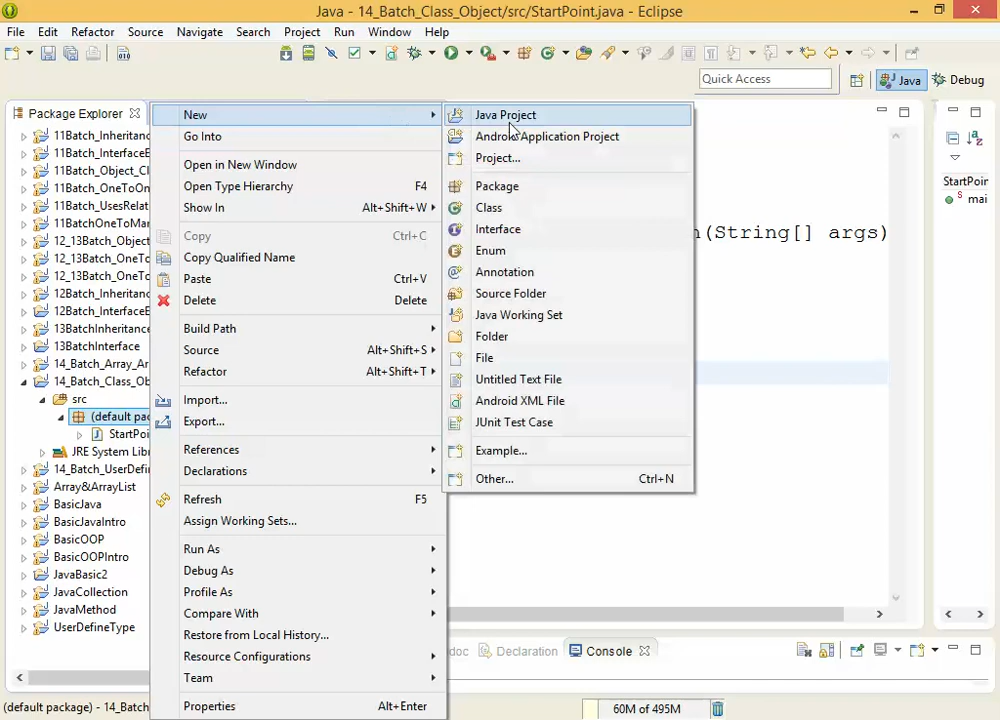 Java - 14_Batch_Class_Object/src/StartPoint.java - Eclipse
File Edit Refactor Source Navigate Search Project Run Window Help
Quick Access
Java
Debug
Package Explorer
11Batch_Inheritanc
11Batch_InterfaceE
11Batch_Object_Cl
11Batch_OneToOn
11Batch_UsesRelat
11BatchOneToMar
12_13Batch_Object
12_13Batch_OneTo
12_13Batch_OneTo
12Batch_Inheritanc
12Batch_InterfaceE
13BatchInheritance
13BatchInterface
14_Batch_Array_Ar
14_Batch_Class_Ob
src
(default pac
StartPoi
JRE System Libr
14_Batch_UserDefin
Array&ArrayList
BasicJava
BasicJavaIntro
BasicOOP
BasicOOPIntro
JavaBasic2
JavaCollection
JavaMethod
UserDefineType
New
Go Into
Open in New Window
Open Type Hierarchy F4
Show In Alt+Shift+W
Copy Ctrl+C
Copy Qualified Name
Paste Ctrl+V
Delete Delete
Build Path
Source Alt+Shift+S
Refactor Alt+Shift+T
Import...
Export...
References
Declarations
Refresh F5
Assign Working Sets...
Run As
Debug As
Profile As
Compare With
Restore from Local History...
Resource Configurations
Team
Properties Alt+Enter
Java Project
Android Application Project
Project...
Package
Class
Interface
Enum
Annotation
Source Folder
Java Working Set
Folder
File
Untitled Text File
Android XML File
JUnit Test Case
Example...
Other... Ctrl+N
(String[] args)
StartPoin
S mai
doc
Declaration
Console
(default package) - 14_Batch
60M of 495M